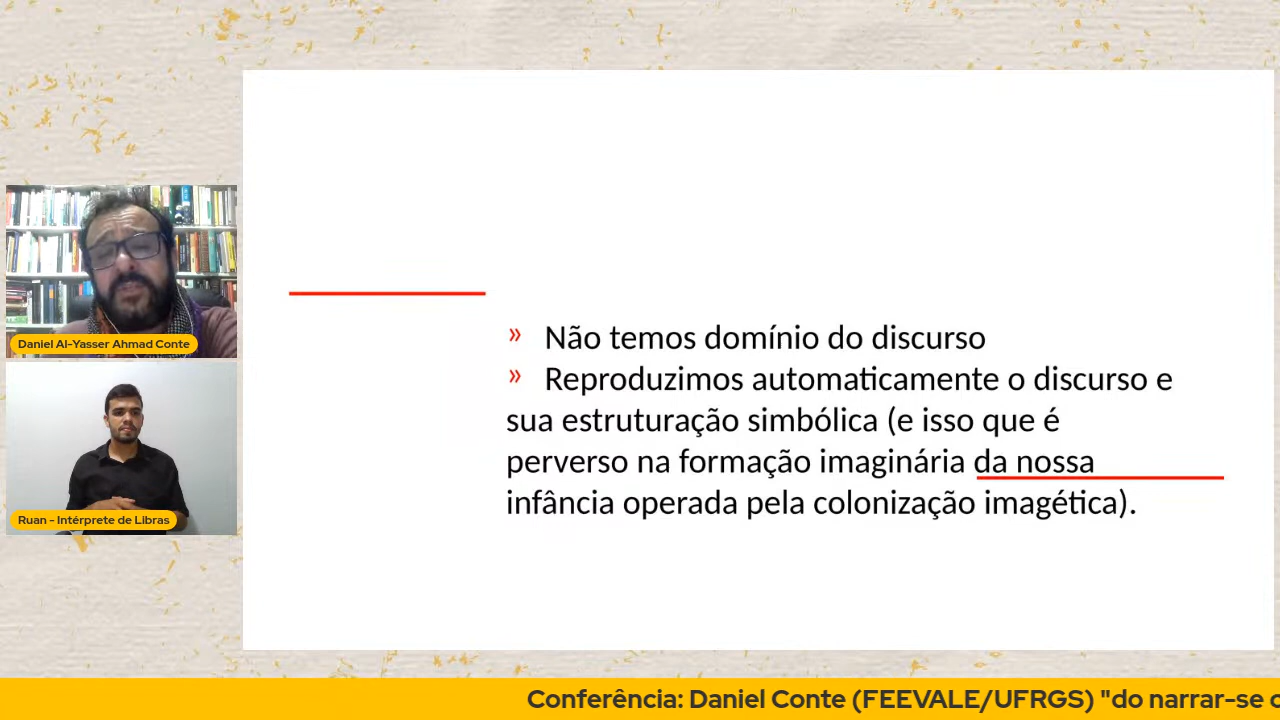 Daniel Al-Yasser Ahmad Conte
Ruan - Intérprete de Libras
» Não temos domínio do discurso
» Reproduzimos automaticamente o discurso e
sua estruturação simbólica (e isso que é
perverso na formação imaginária da nossa
infância operada pela colonização imagética).
Conferência: Daniel Conte (FEEVALE/UFRGS) "do narrar-se